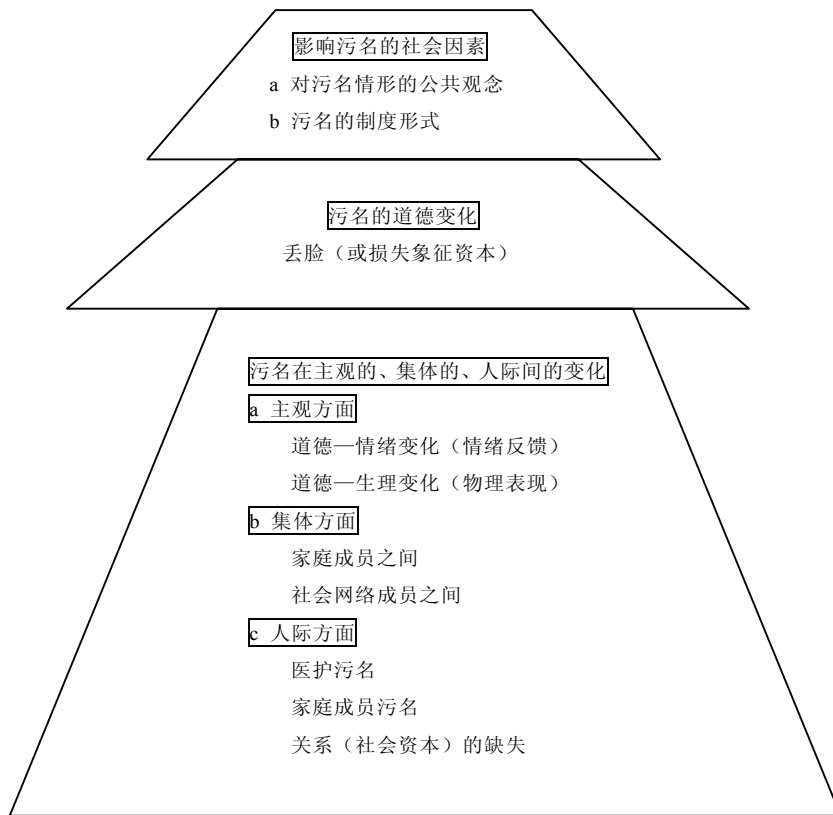 影响污名的社会因素
a 对污名情形的公共观念
b 污名的制度形式
污名的道德变化
丢脸（或损失象征资本）
污名在主观的、集体的、人际间的变化
a 主观方面
道德—情绪变化（情绪反馈）
道德—生理变化（物理表现）
b 集体方面
家庭成员之间
社会网络成员之间
c 人际方面
医护污名
家庭成员污名
关系（社会资本）的缺失